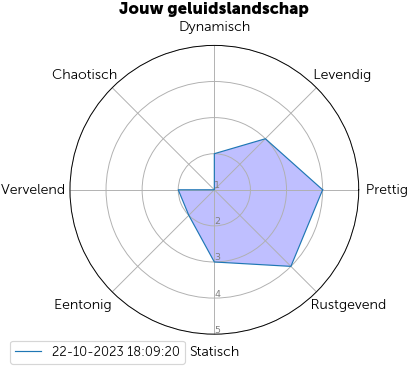 Jouw geluidslandschap
Dynamisch
Chaotisch
Levendig
Vervelend
1
Prettig
2
3
4
Eentonig
Rustgevend
5
22-10-2023 18:09:20
Statisch